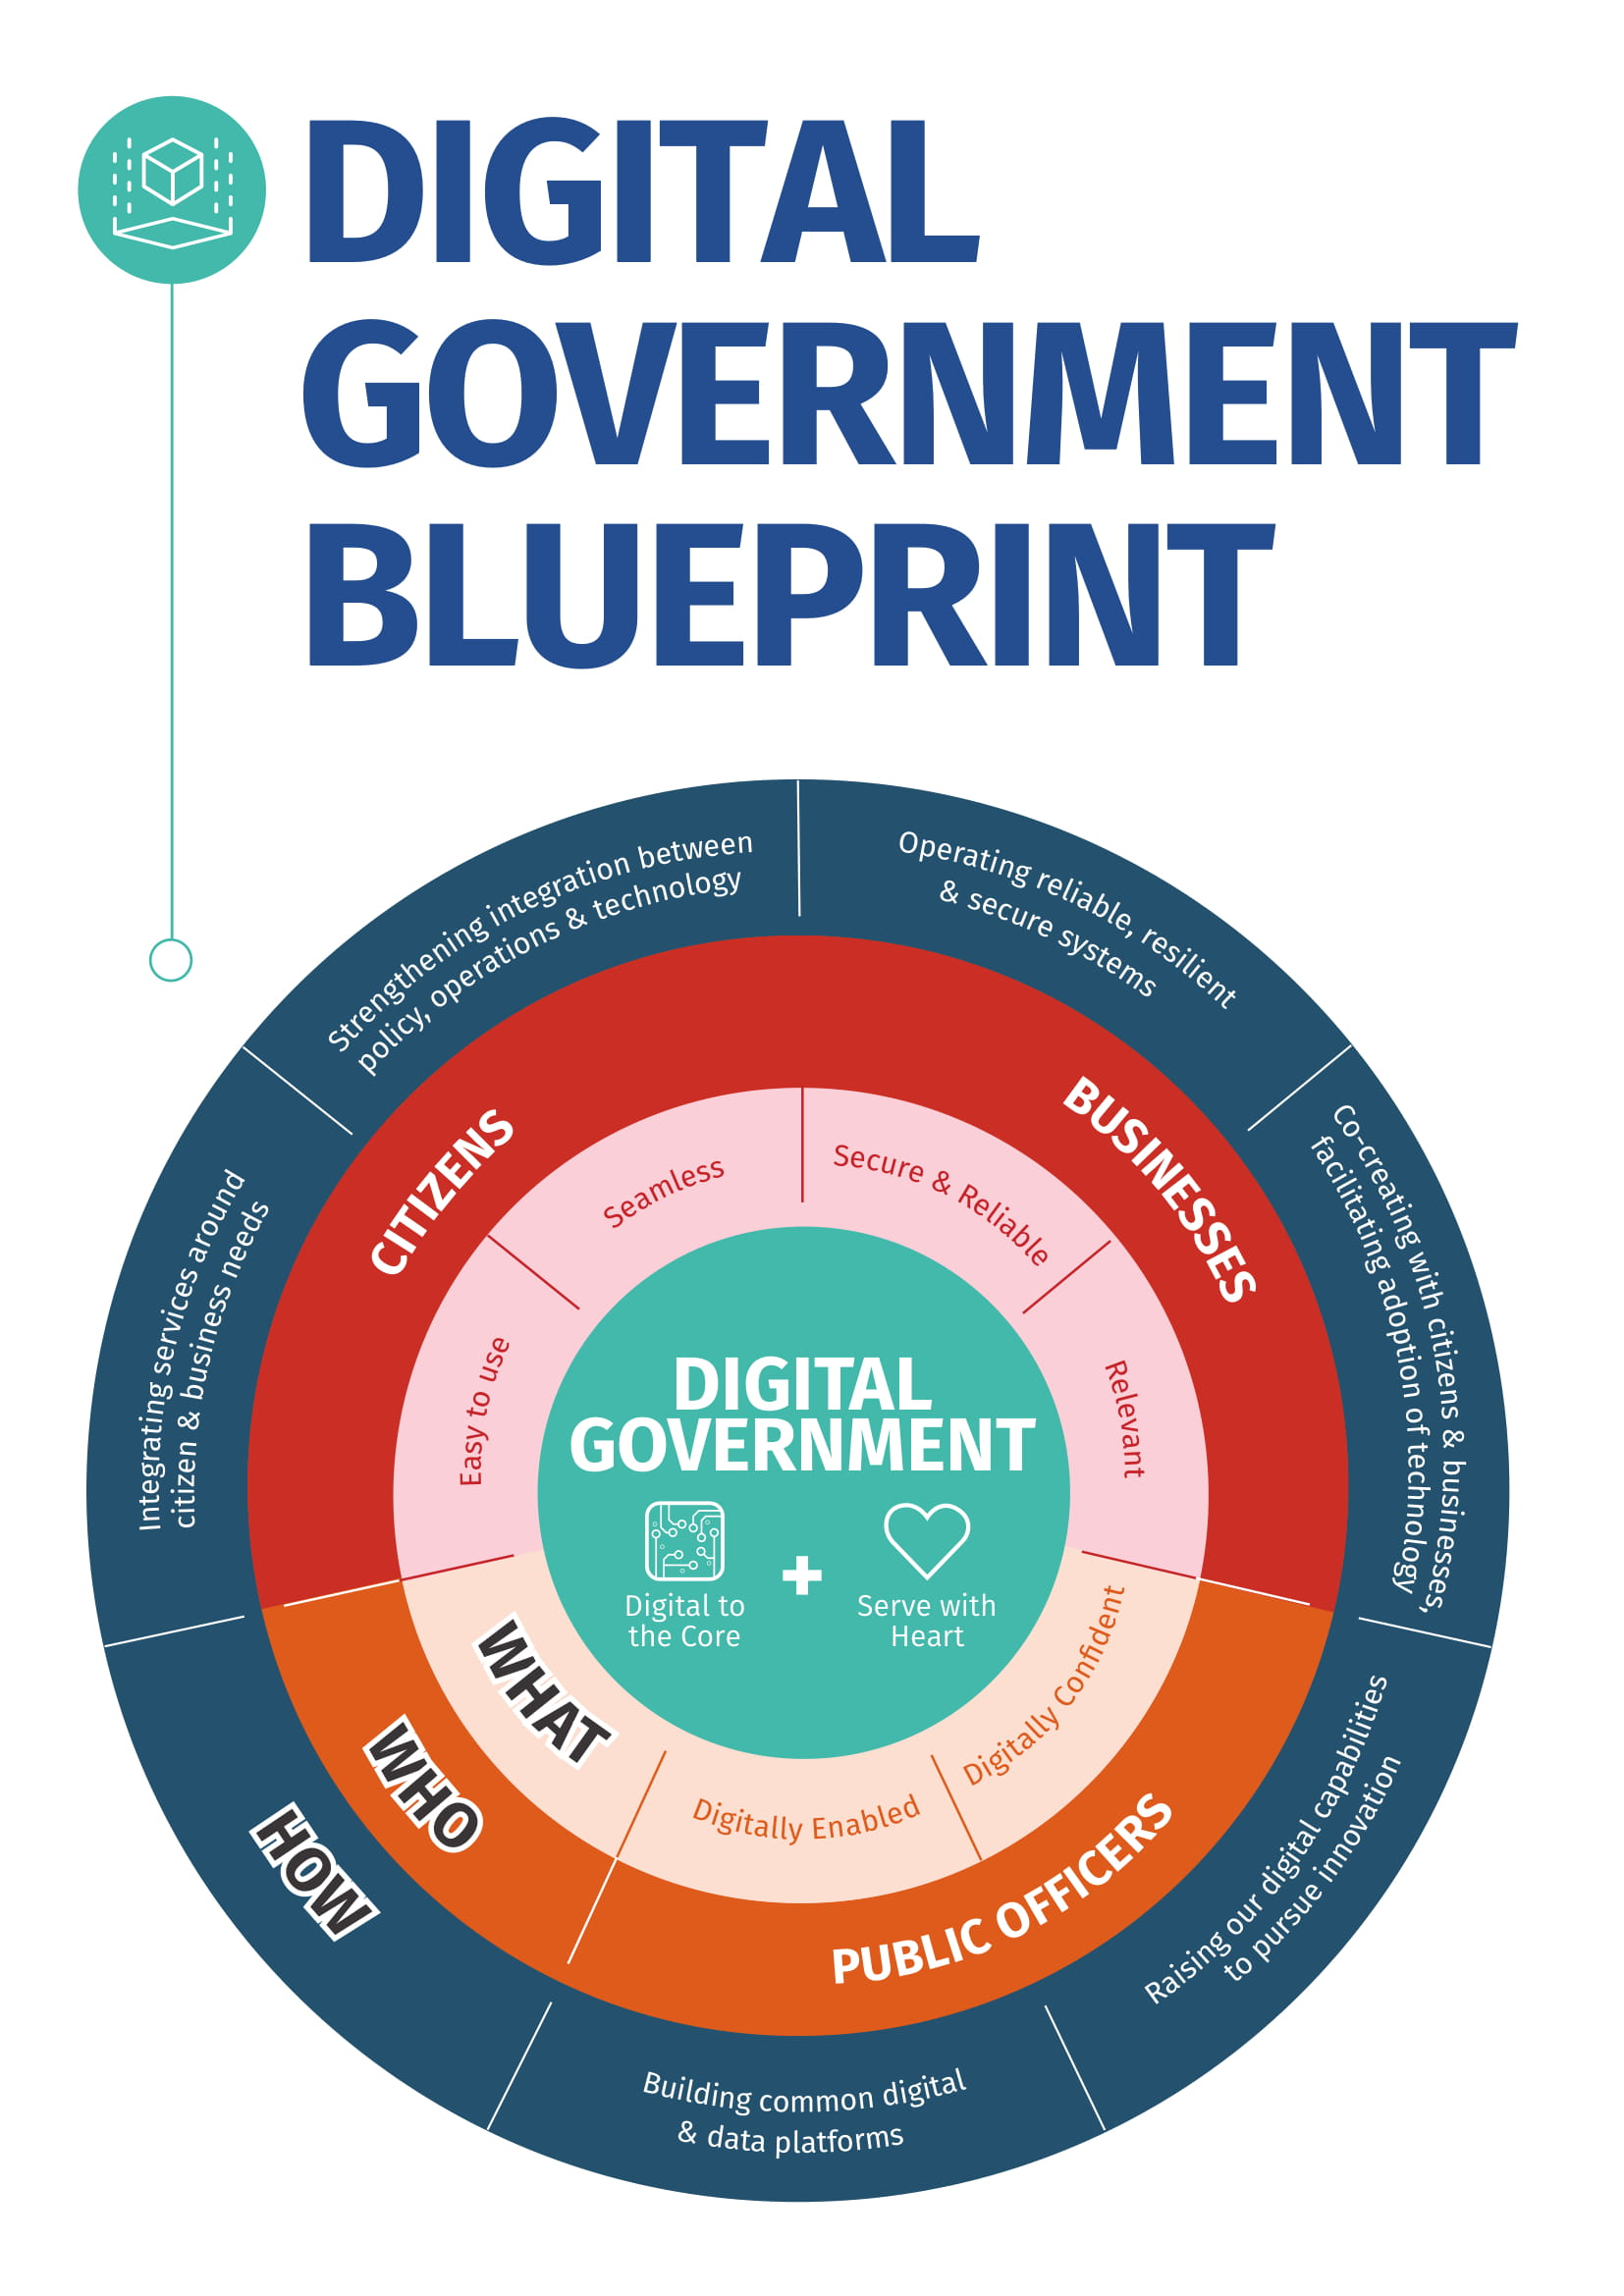 DIGITAL
GOVERNMENT
BLUEPRINT
Strengthening integration between
policy, operations & technology
Operating reliable, resilient
& secure systems
Co-creating with citizens & businesses,
facilitating adoption of technology
Raising our digital capabilities
to pursue innovation
Building common digital
& data platforms
HOW
Integrating services around
citizen & business needs
CITIZENS
BUSINESSES
PUBLIC OFFICERS
WHO
Easy to use
Seamless
Secure & Reliable
Relevant
Digitally Confident
Digitally Enabled
WHAT
DIGITAL
GOVERNMENT
Digital to
the Core
Serve with
Heart